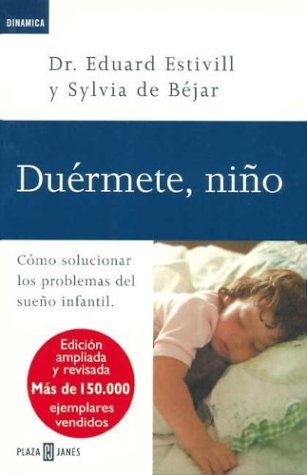 DINAMICA
Dr. Eduard Estivill
y Sylvia de Béjar
Duérmete, niño
Cómo solucionar
los problemas del
sueño infantil.
Edición
ampliada
y revisada
Más de 150.000
ejemplares
vendidos
PLAZA JANÉS